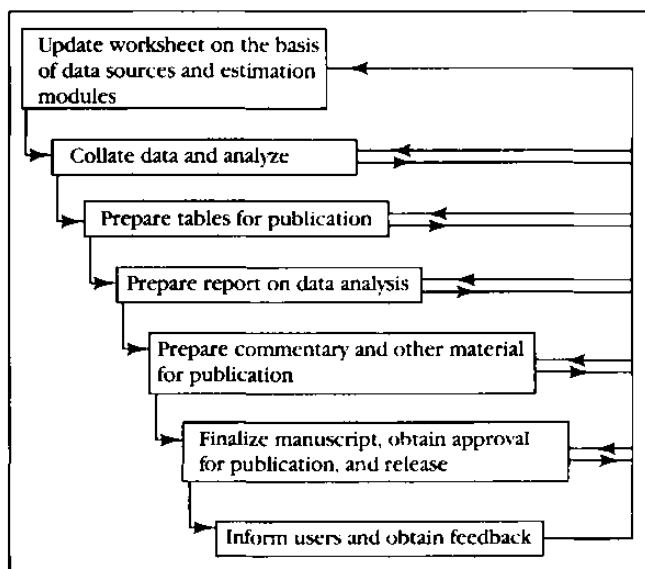 Update worksheet on the basis
of data sources and estimation
modules
Collate data and analyze
Prepare tables for publication
Prepare report on data analysis
Prepare commentary and other material
for publication
Finalize manuscript, obtain approval
for publication, and release
Inform users and obtain feedback